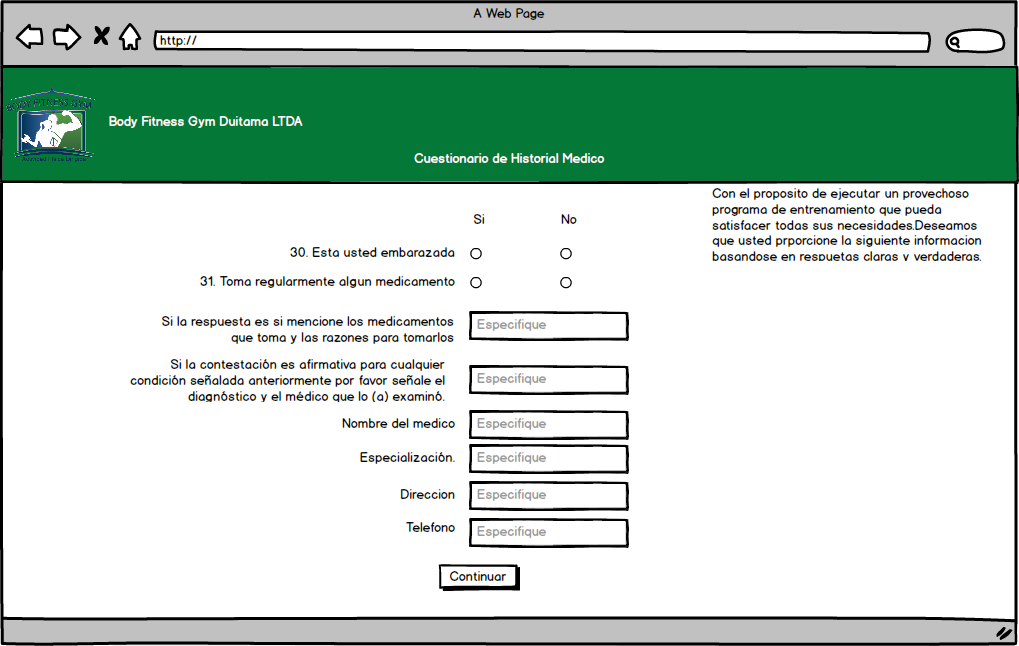 A Web Page
http://
BODY FITNESS GYM
Body Fitness Gym Duitama LTDA
Cuestionario de Historial Medico
Con el proposito de ejecutar un provechoso
programa de entrenamiento que pueda
satisfacer todas sus necesidades.Deseamos
que usted prporcione la siguiente informacion
basandose en respuetas claras y verdaderas.
Si No
30. Esta usted embarazada
31. Toma regularmente algun medicamento
Si la respuesta es si mencione los medicamentos
que toma y las razones para tomarlos
Especifique
Si la contestación es afirmativa para cualquier
condición señalada anteriormente por favor señale el
diagnóstico y el médico que lo (a) examinó.
Especifique
Nombre del medico Especifique
Especialización. Especifique
Direccion Especifique
Telefono Especifique
Continuar